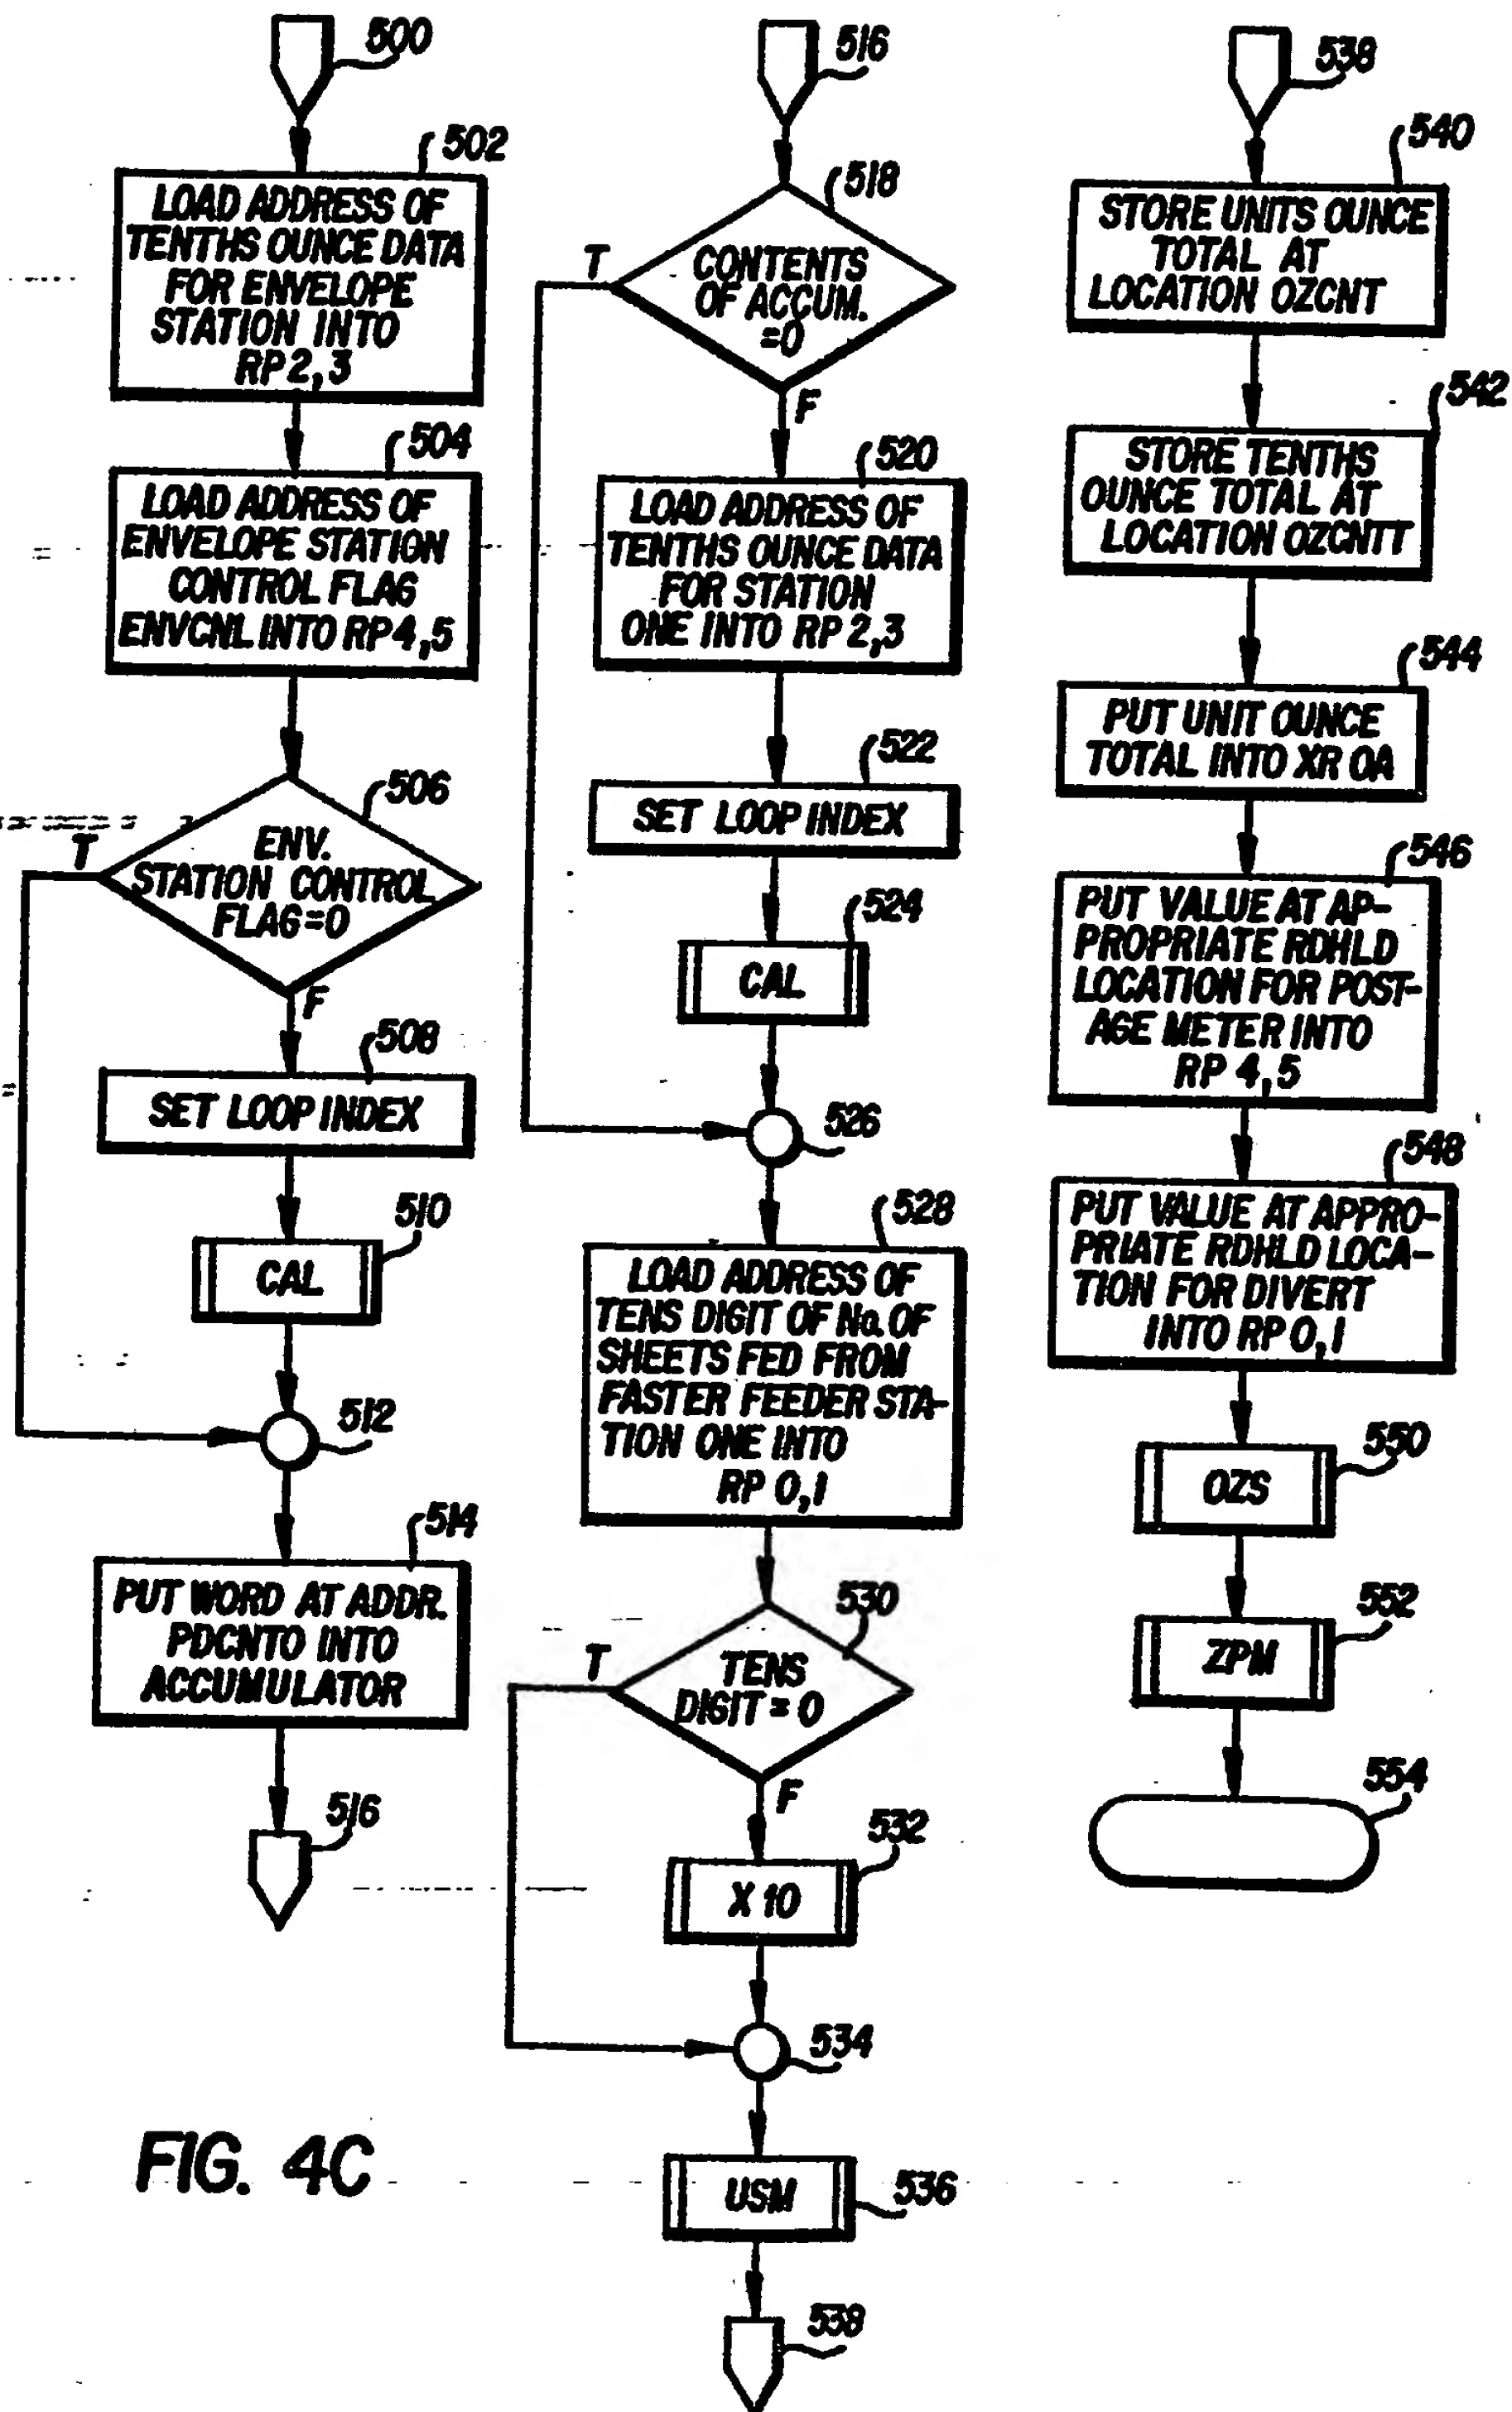 500
502
LOAD ADDRESS OF
TENTHS OUNCE DATA
FOR ENVELOPE
STATION INTO
RP 2, 3
504
LOAD ADDRESS OF
ENVELOPE STATION
CONTROL FLAG
ENVCNL INTO RP 4, 5
506
T
ENV.
STATION CONTROL
FLAG = 0
F
508
SET LOOP INDEX
510
CAL
512
514
PUT WORD AT ADDR.
PDCNTO INTO
ACCUMULATOR
516
516
518
T
CONTENTS
OF ACCUM.
= 0
F
520
LOAD ADDRESS OF
TENTHS OUNCE DATA
FOR STATION
ONE INTO RP 2, 3
522
SET LOOP INDEX
524
CAL
526
528
LOAD ADDRESS OF
TENS DIGIT OF No. OF
SHEETS FED FROM
FASTER FEEDER STA-
TION ONE INTO
RP 0, 1
530
T
TENS
DIGIT = 0
F
532
X 10
534
USM
536
538
538
540
STORE UNITS OUNCE
TOTAL AT
LOCATION OZCNT
542
STORE TENTHS
OUNCE TOTAL AT
LOCATION OZCNTT
544
PUT UNIT OUNCE
TOTAL INTO XR OA
546
PUT VALUE AT AP-
PROPRIATE RDHLD
LOCATION FOR POST-
AGE METER INTO
RP 4, 5
548
PUT VALUE AT APPRO-
PRIATE RDHLD LOCA-
TION FOR DIVERT
INTO RP 0, 1
550
OZS
552
ZPM
554
FIG. 4C